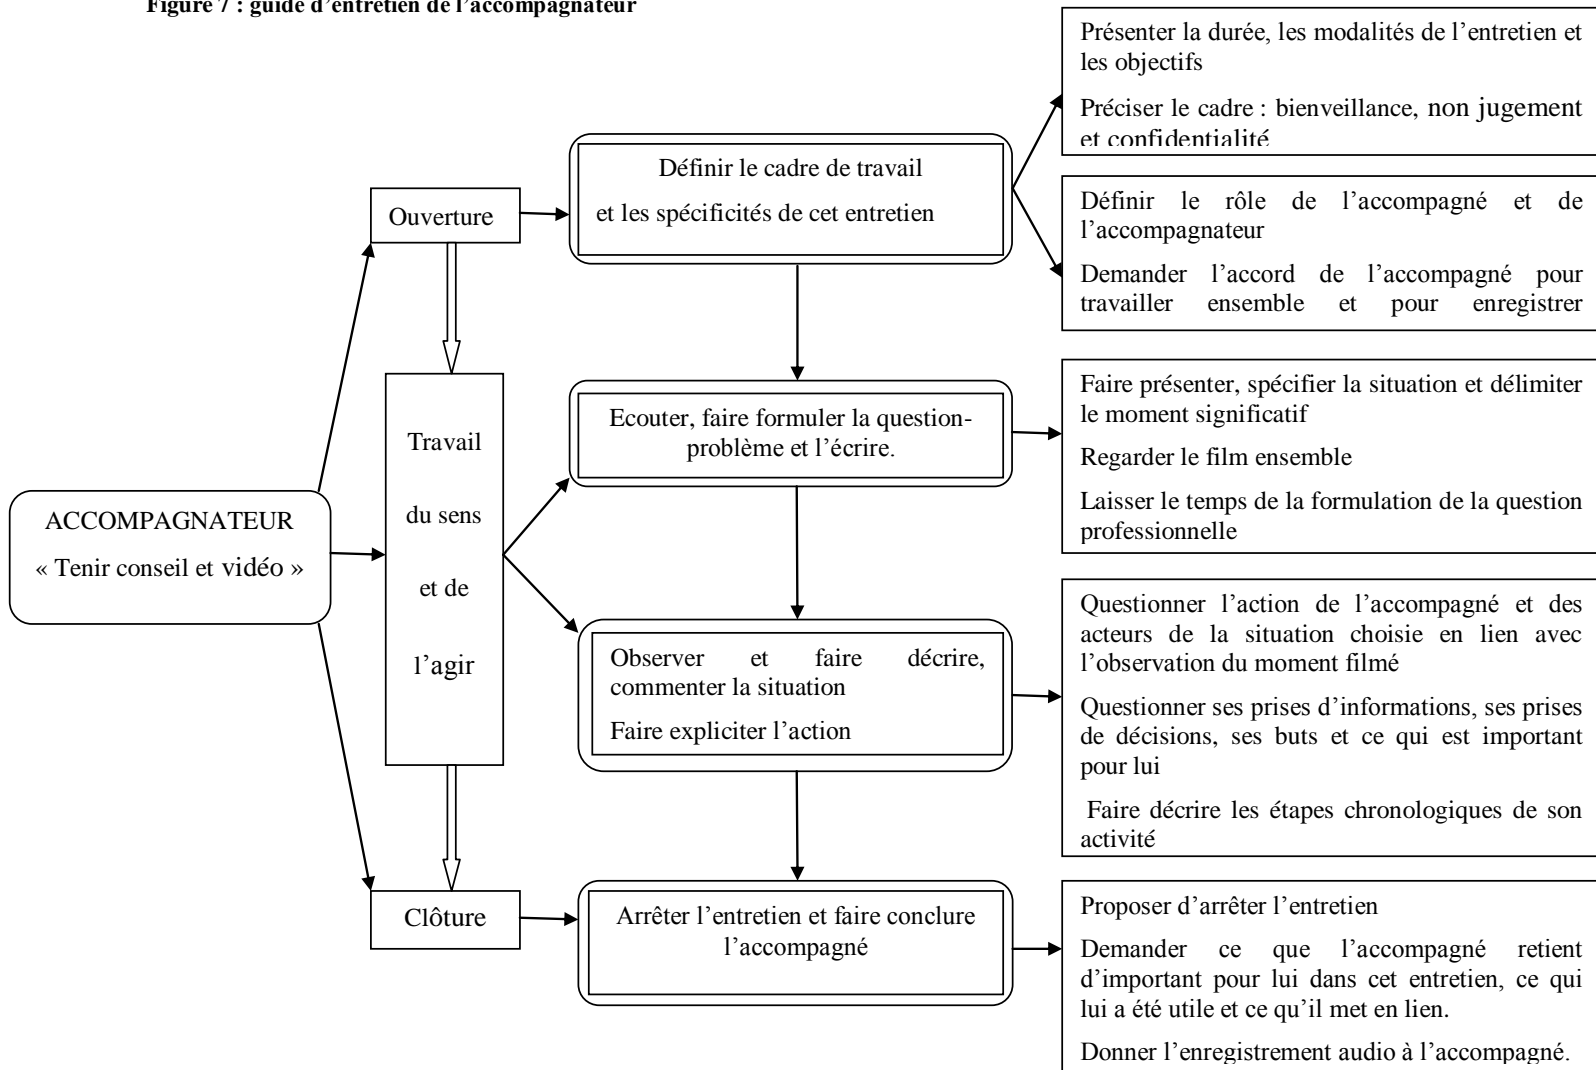 Figure 7 : guide d'entretien de l'accompagnateur
ACCOMPAGNATEUR
« Tenir conseil et vidéo »
Ouverture
Travail
du sens
et de
l'agir
Clôture
Définir le cadre de travail
et les spécificités de cet entretien
Ecouter, faire formuler la question-
problème et l'écrire.
Observer et faire décrire,
commenter la situation
Faire expliciter l'action
Arrêter l'entretien et faire conclure
l'accompagné
Présenter la durée, les modalités de l'entretien et
les objectifs
Préciser le cadre : bienveillance, non jugement
et confidentialité
Définir le rôle de l'accompagné et de
l'accompagnateur
Demander l'accord de l'accompagné pour
travailler ensemble et pour enregistrer
Faire présenter, spécifier la situation et délimiter
le moment significatif
Regarder le film ensemble
Laisser le temps de la formulation de la question
professionnelle
Questionner l'action de l'accompagné et des
acteurs de la situation choisie en lien avec
l'observation du moment filmé
Questionner ses prises d'informations, ses prises
de décisions, ses buts et ce qui est important
pour lui
Faire décrire les étapes chronologiques de son
activité
Proposer d'arrêter l'entretien
Demander ce que l'accompagné retient
d'important pour lui dans cet entretien, ce qui
lui a été utile et ce qu'il met en lien.
Donner l'enregistrement audio à l'accompagné.